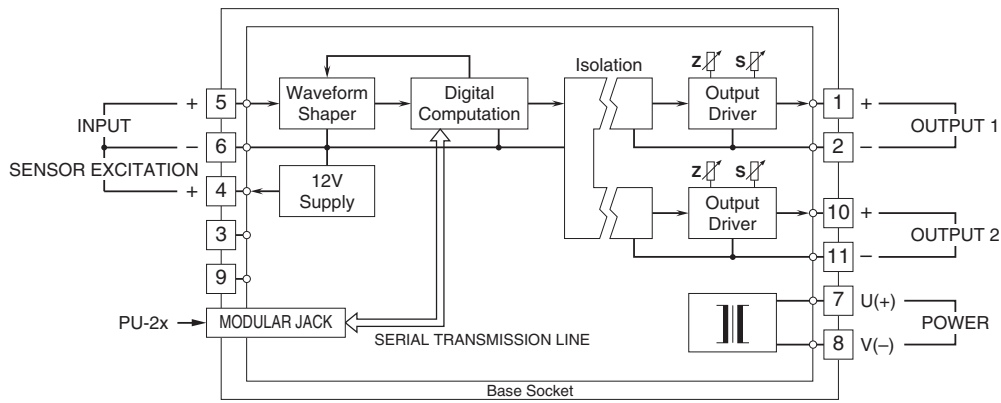 Isolation
Z S
Waveform
Shaper
Digital
Computation
Output
Driver
+ 5
1 +
INPUT
OUTPUT 1
− 6
2 −
SENSOR EXCITATION
12V
Supply
+ 4
Z S
Output
Driver
10 +
3
OUTPUT 2
11 −
9
7 U(+)
POWER
PU-2x
MODULAR JACK
SERIAL TRANSMISSION LINE
8 V(–)
Base Socket